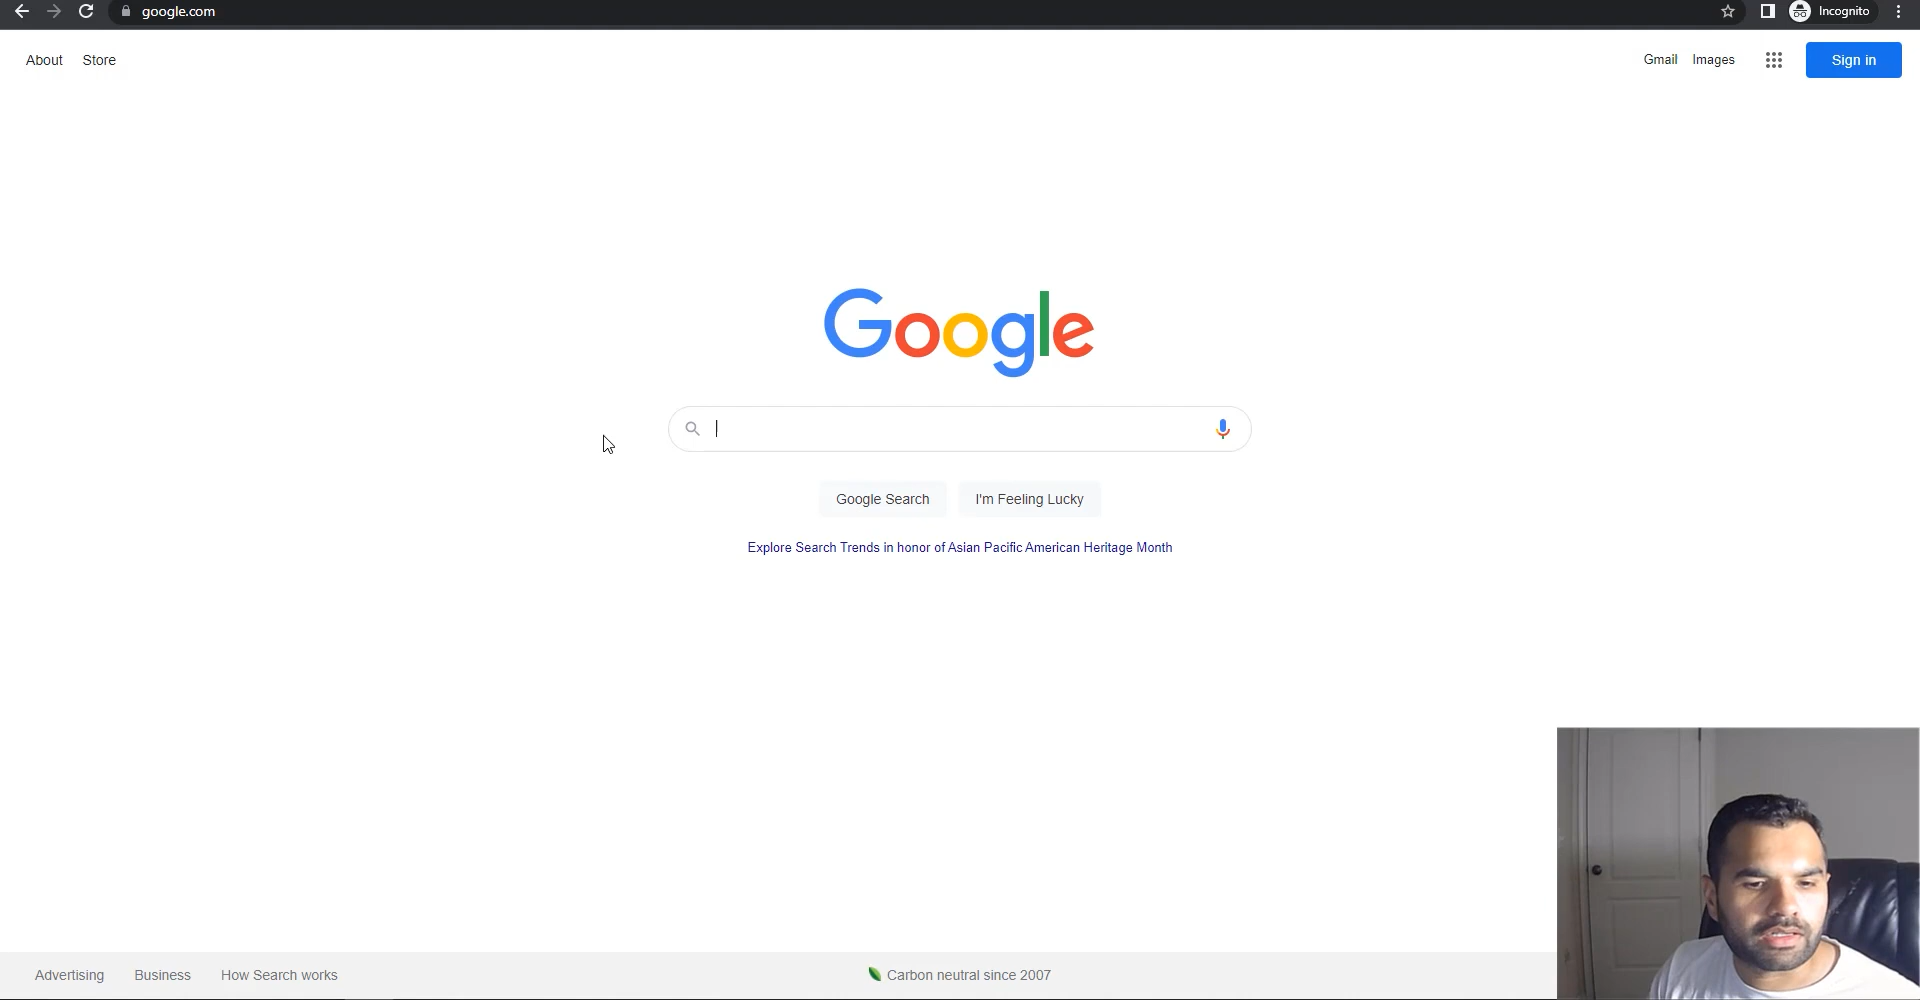 google.com
Incognito
About Store
Gmail Images Sign in
Google
Google Search I'm Feeling Lucky
Explore Search Trends in honor of Asian Pacific American Heritage Month
Advertising Business How Search works
Carbon neutral since 2007